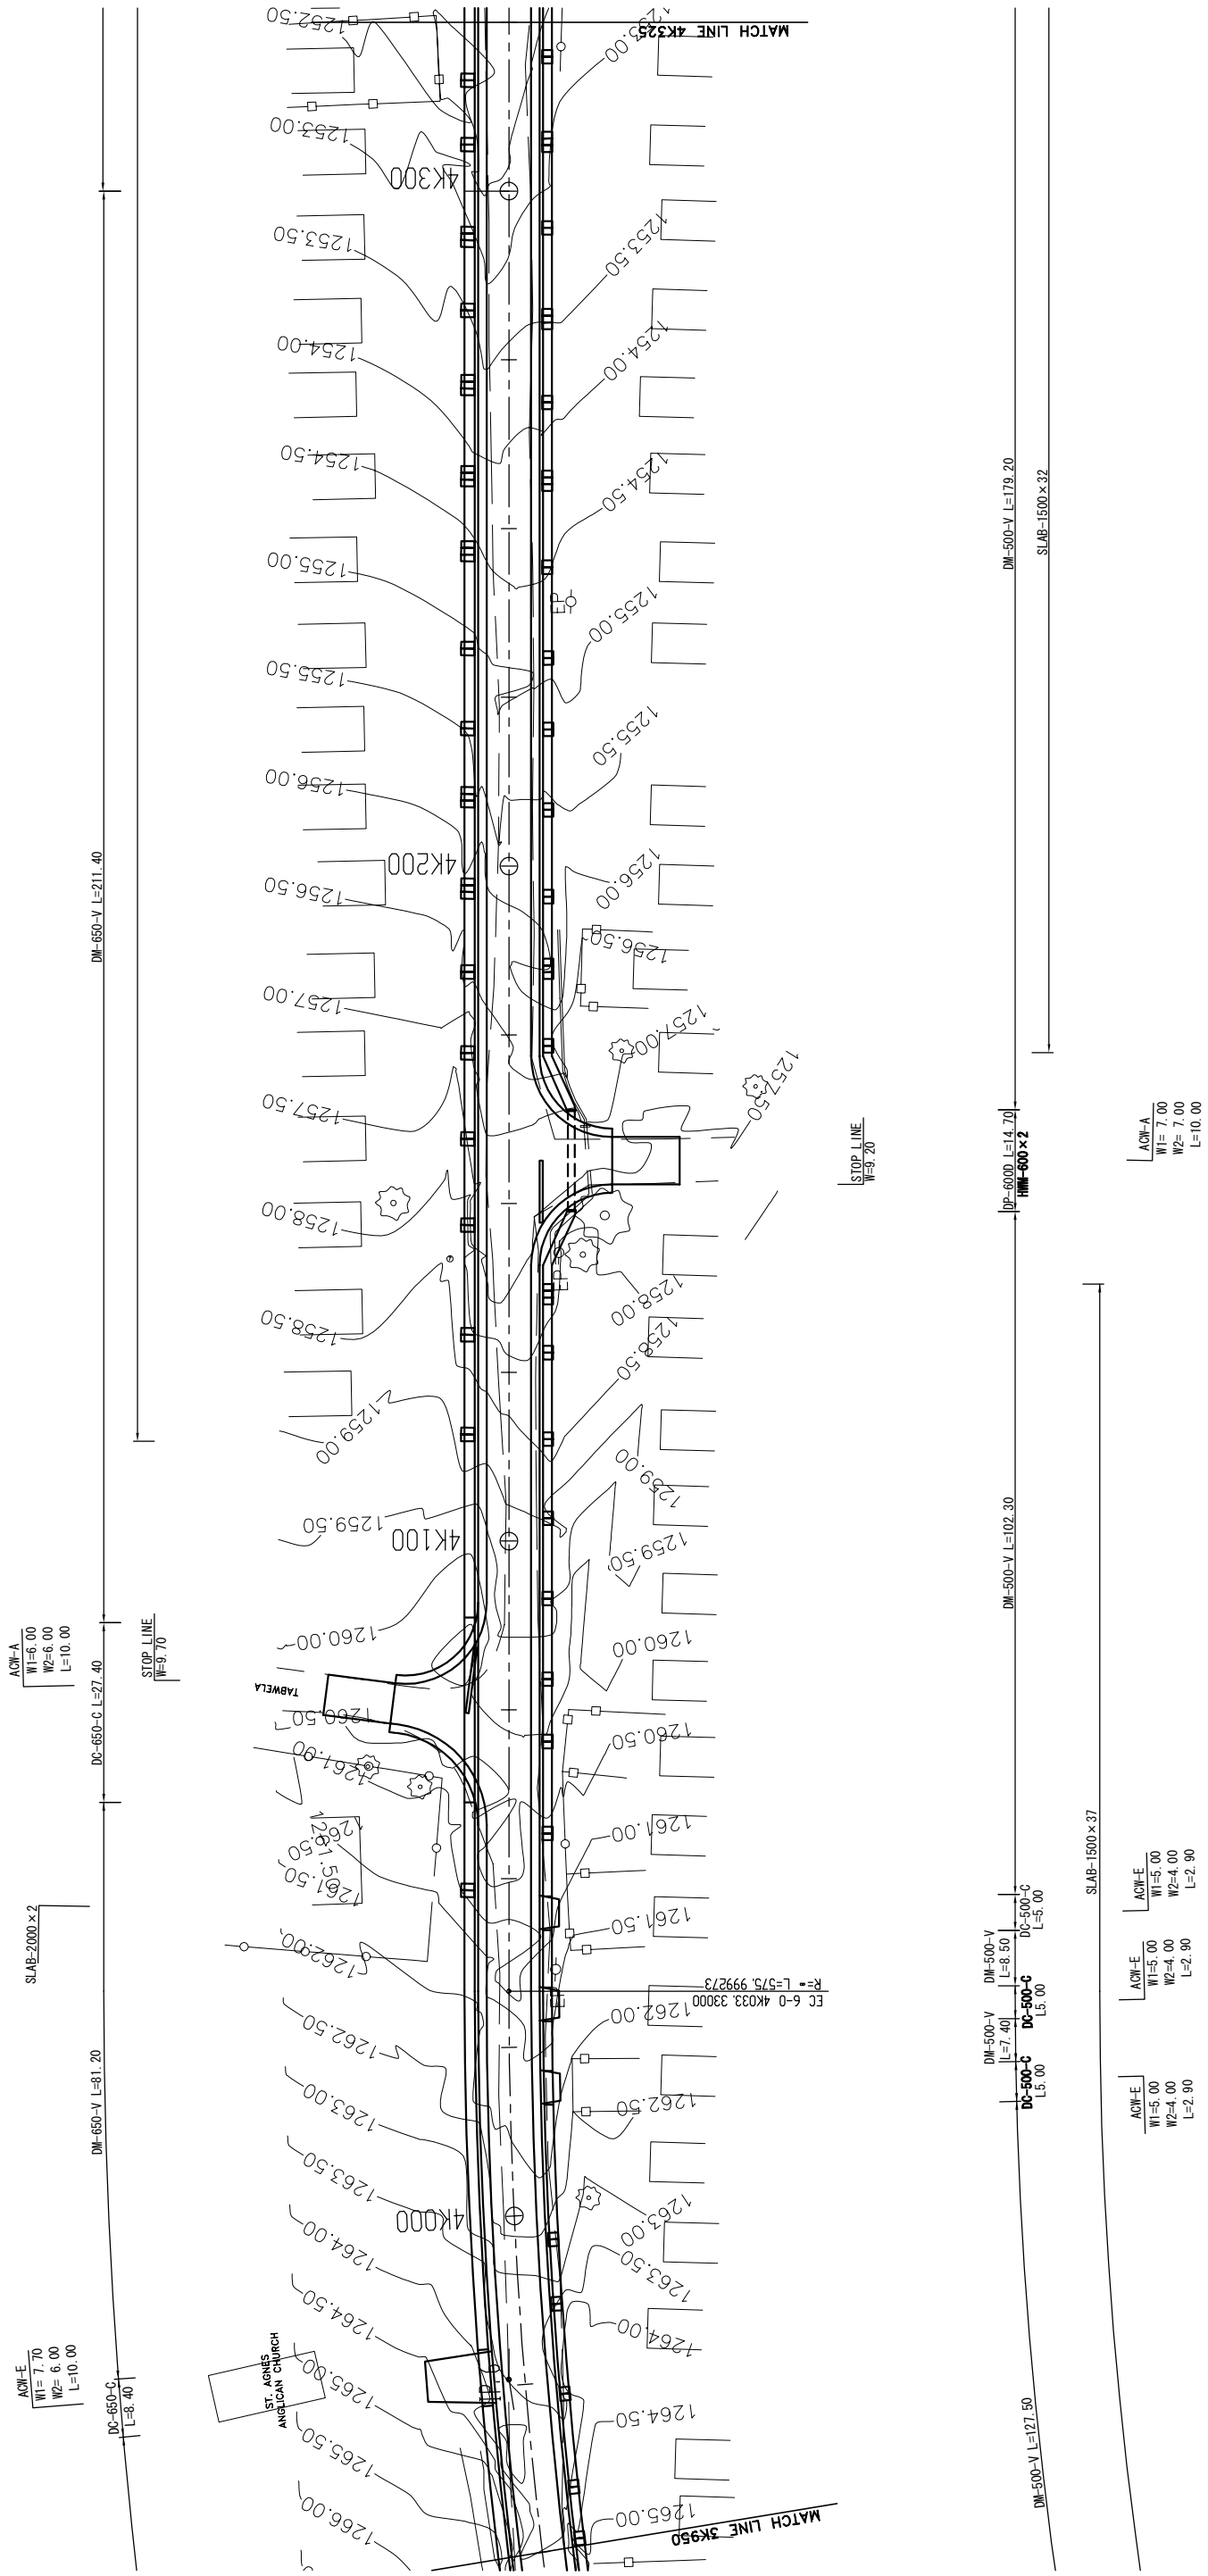 1252.50
1253.00
MATCH LINE 4K325
1253.00
4K300
1253.50
1253.50
1254.00
1254.00
1254.50
1254.50
DM-500-V L=179.20
SLAB-1500×32
1255.00
1255.00
EP
1255.50
1255.50
1256.00
4K200
DM-650-V L=211.40
1256.50
1256.00
1256.50
1257.00
1257.00
1257.50
1257.50
STOP LINE
W=9.20
DP-600D L=14.70
HWM-600×2
ACW-A
W1= 7.00
W2= 7.00
L=10.00
1258.00
EP
1258.00
1258.50
1258.50
1259.00
1259.00
1259.50
4K100
1259.50
DM-500-V L=102.30
ACW-A
W1=6.00
W2=6.00
L=10.00
DC-650-C L=27.40
STOP LINE
W=9.70
1260.00
1260.00
TABWELA
1260.50
1260.50
1261.00
1261.00
1261.50
1261.50
1261.50
SLAB-1500×37
SLAB-2000×2
1262.00
DC-500-C
L=5.00
ACW-E
W1=5.00
W2=4.00
L=2.90
DM-500-V
L=8.50
EC 6-0 4K033.33000
R=∞ L=575.999273
1262.00
DC-500-C
L5.00
ACW-E
W1=5.00
W2=4.00
L=2.90
1262.50
DM-500-V
L=7.40
DM-650-V L=81.20
1263.00
1262.50
DC-500-C
L5.00
ACW-E
W1=5.00
W2=4.00
L=2.90
1263.50
4K000
1263.00
1264.00
1263.50
1264.50
1264.00
ACW-E
W1= 7.70
W2= 6.00
L=10.00
DC-650-C
L=8.40
ST. AGNES
ANGLICAN CHURCH
1265.00
1264.50
1265.50
DM-500-V L=127.50
1266.00
1265.00
MATCH LINE 3K950